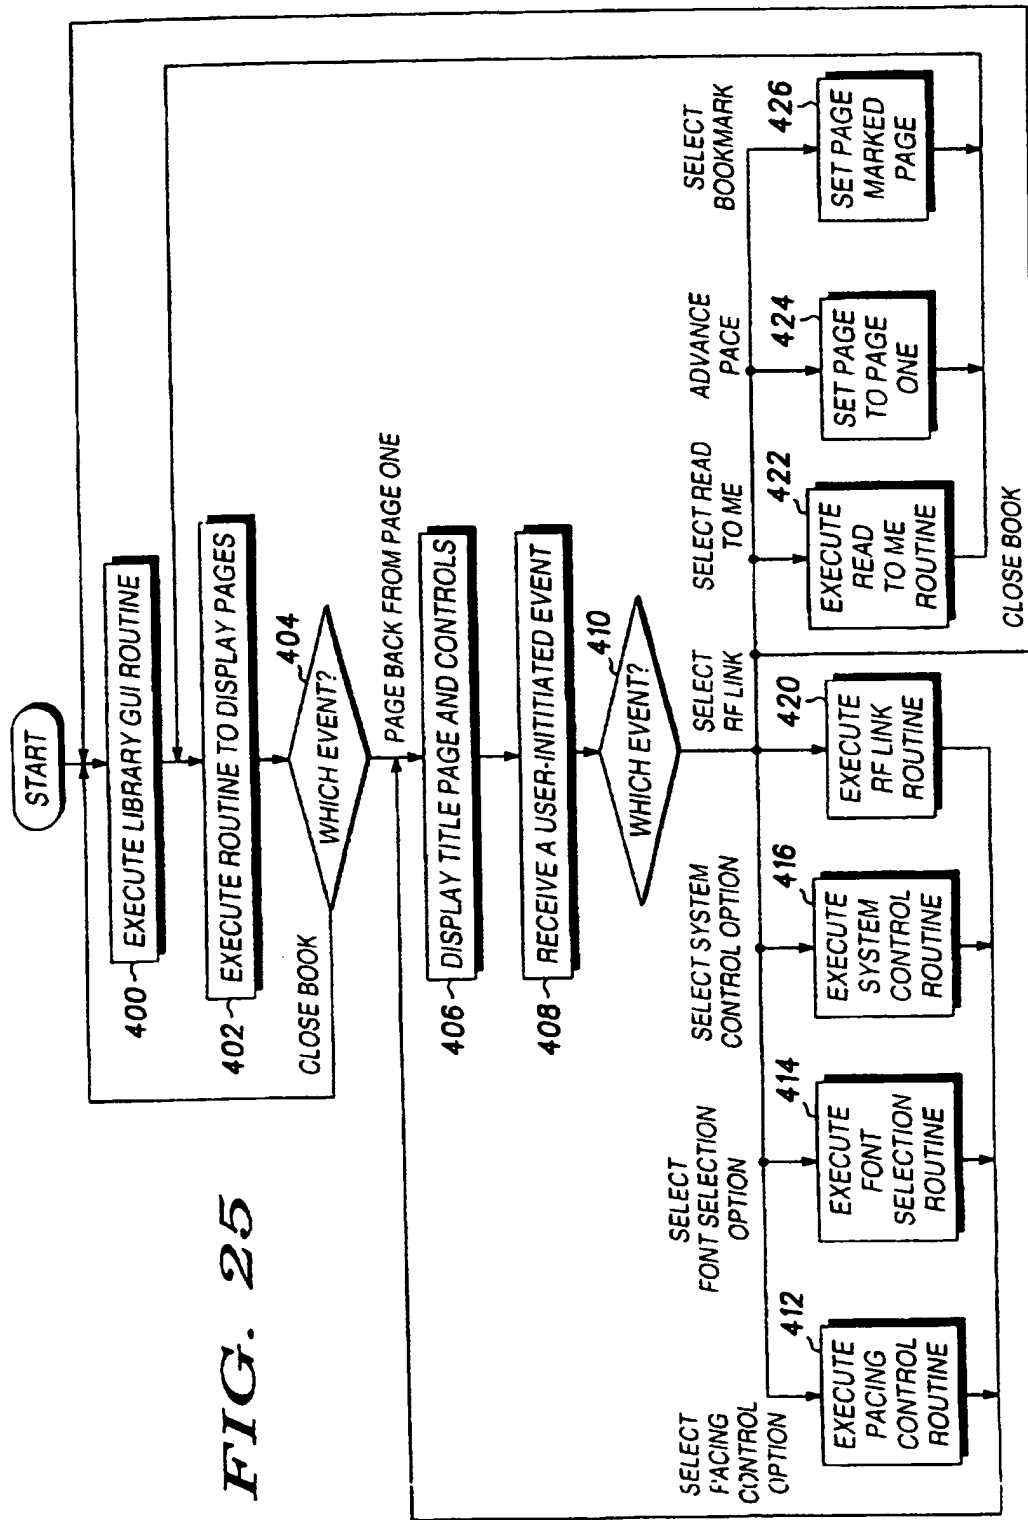 START
400
EXECUTE LIBRARY GUI ROUTINE
402
EXECUTE ROUTINE TO DISPLAY PAGES
404
WHICH EVENT?
CLOSE BOOK
PAGE BACK FROM PAGE ONE
406
DISPLAY TITLE PAGE AND CONTROLS
408
RECEIVE A USER-INITITIATED EVENT
410
WHICH EVENT?
SELECT
PACING
CONTROL
OPTION
412
EXECUTE
PACING
CONTROL
ROUTINE
SELECT
FONT SELECTION
OPTION
414
EXECUTE
FONT
SELECTION
ROUTINE
SELECT SYSTEM
CONTROL OPTION
416
EXECUTE
SYSTEM
CONTROL
ROUTINE
SELECT
RF LINK
420
EXECUTE
RF LINK
ROUTINE
SELECT READ
TO ME
422
EXECUTE
READ
TO ME
ROUTINE
ADVANCE
PACE
424
SET PAGE
TO PAGE
ONE
SELECT
BOOKMARK
426
SET PAGE
MARKED
PAGE
CLOSE BOOK
FIG. 25